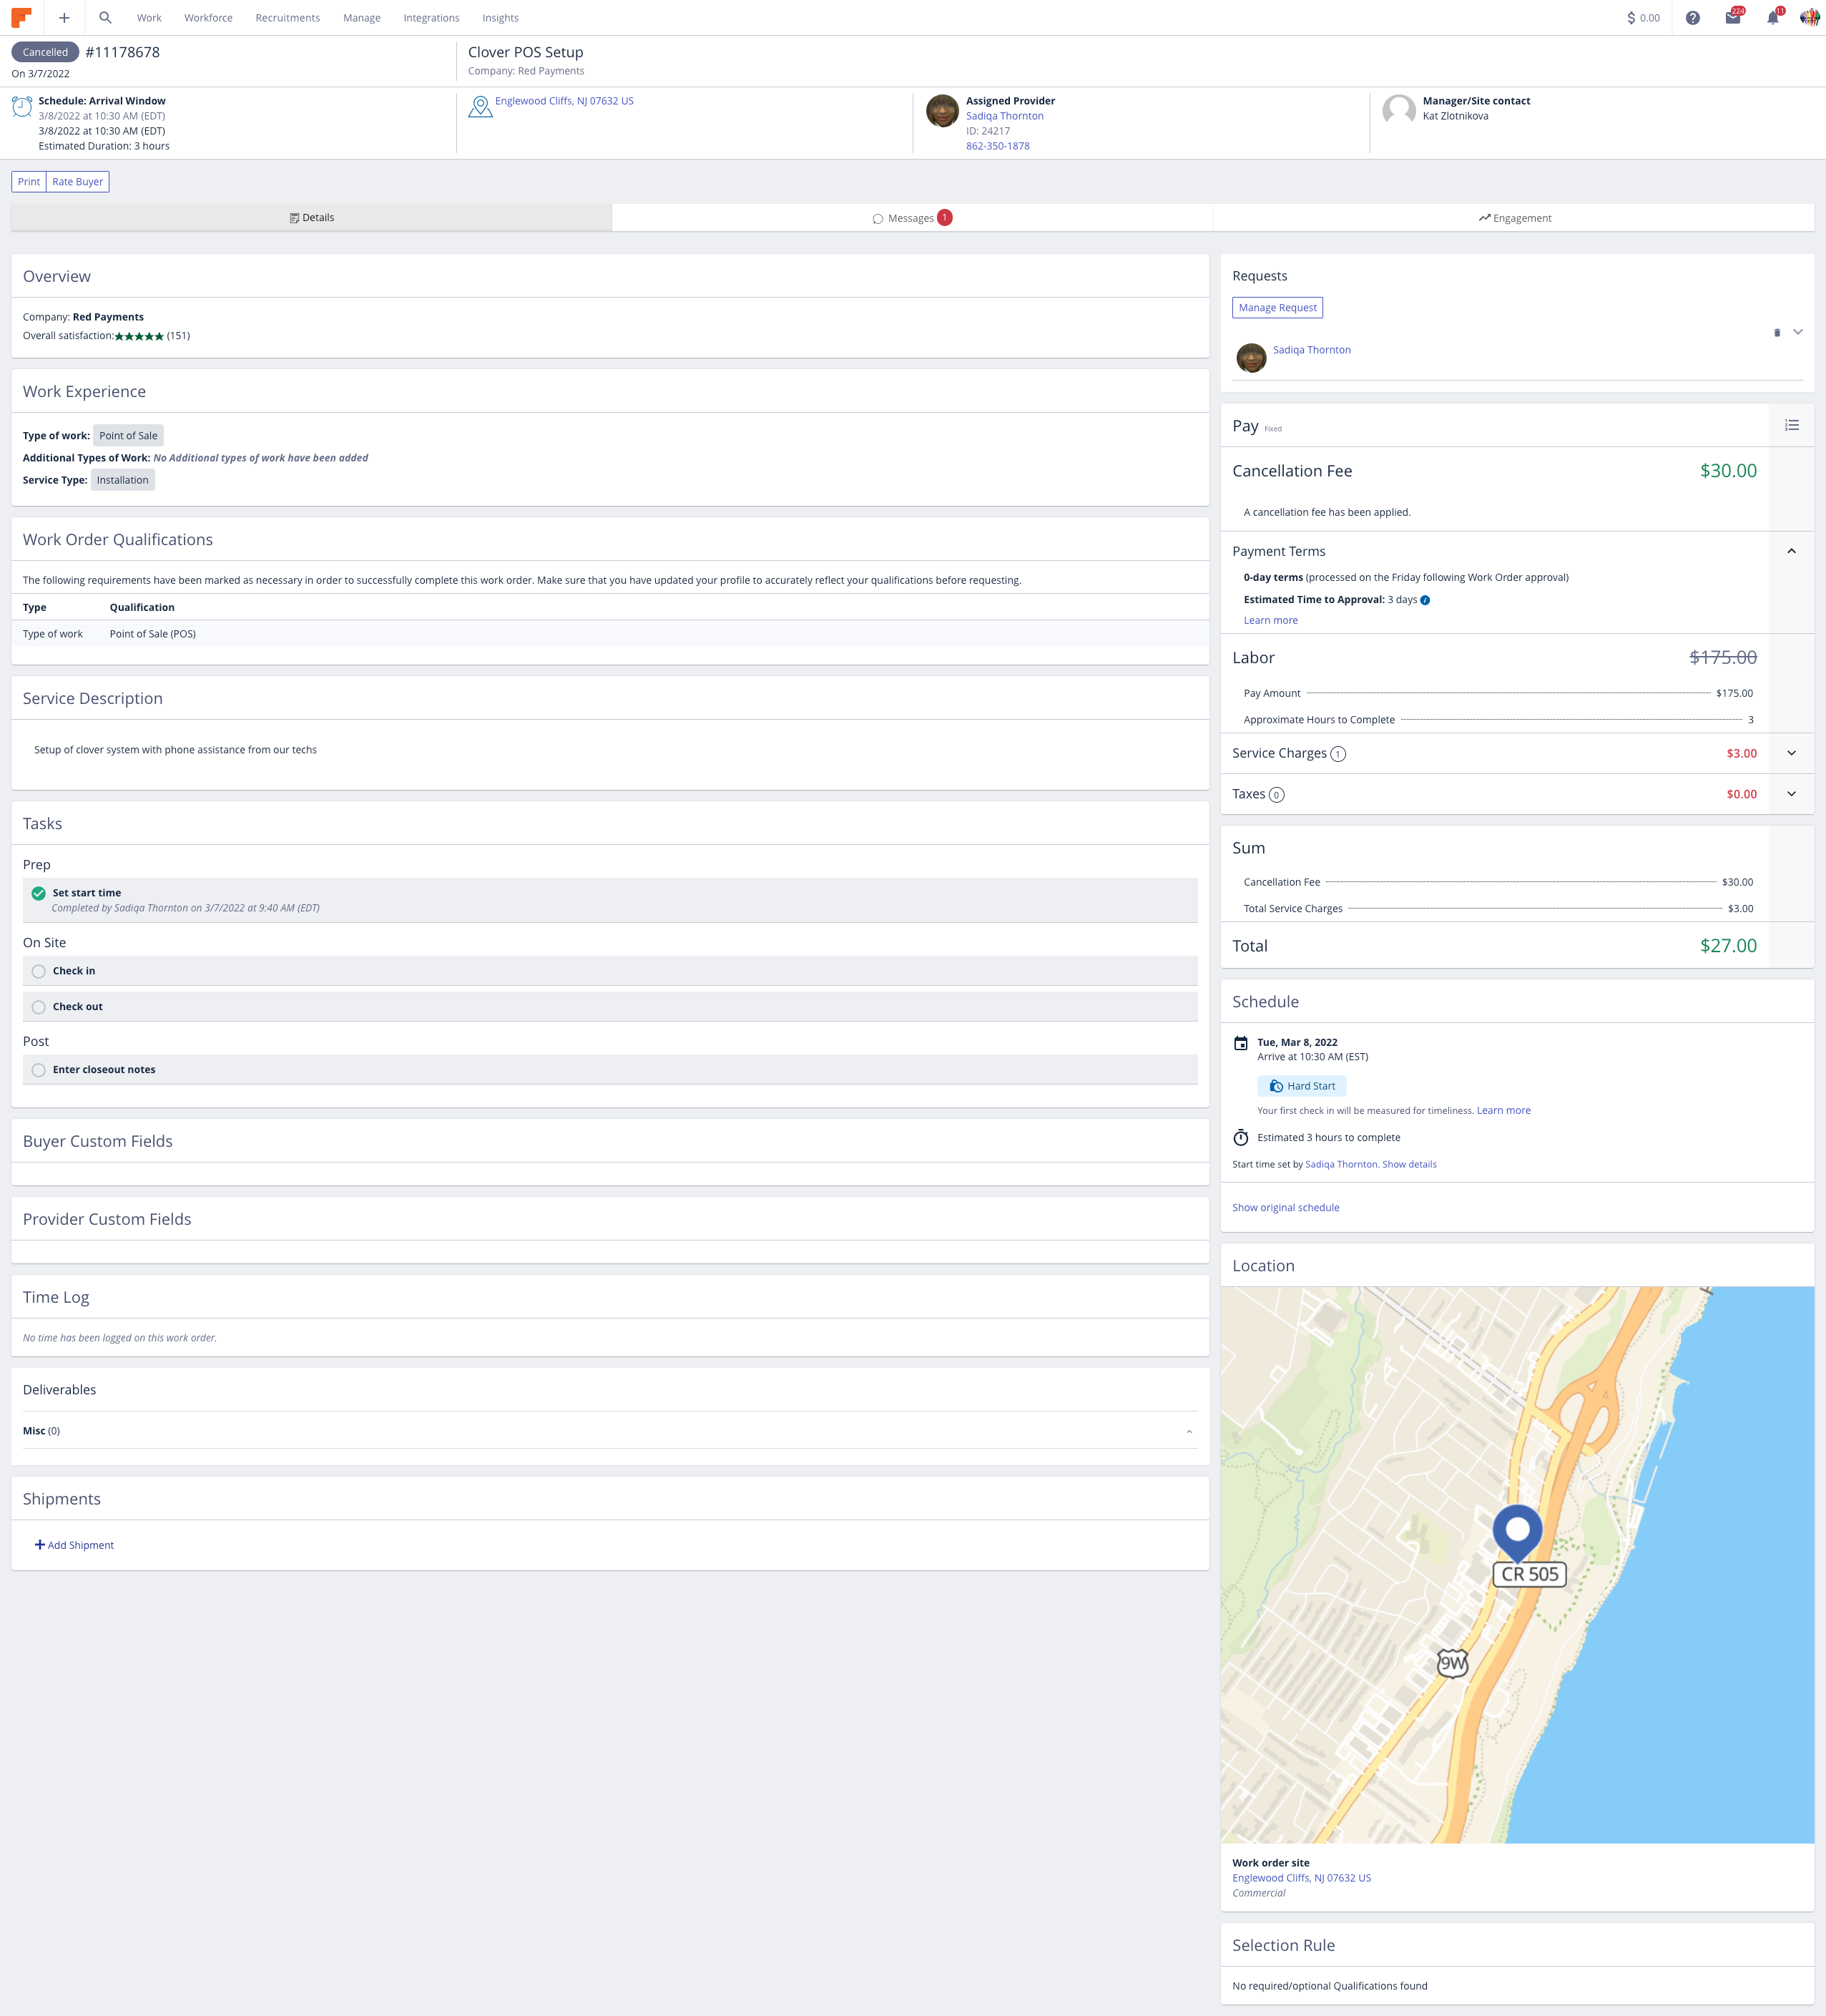 Work Workforce Recruitments Manage Integrations Insights $ 0.00 224 11
Cancelled #11178678
On 3/7/2022
Clover POS Setup
Company: Red Payments
Schedule: Arrival Window
3/8/2022 at 10:30 AM (EDT)
3/8/2022 at 10:30 AM (EDT)
Estimated Duration: 3 hours
Englewood Cliffs, NJ 07632 US
Assigned Provider
Sadiqa Thornton
ID: 24217
862-350-1878
Manager/Site contact
Kat Zlotnikova
Print Rate Buyer
Details Messages 1 Engagement
Overview
Company: Red Payments
Overall satisfaction:★★★★★ (151)
Work Experience
Type of work: Point of Sale
Additional Types of Work: No Additional types of work have been added
Service Type: Installation
Work Order Qualifications
The following requirements have been marked as necessary in order to successfully complete this work order. Make sure that you have updated your profile to accurately reflect your qualifications before requesting.
Type Qualification
Type of work Point of Sale (POS)
Service Description
Setup of clover system with phone assistance from our techs
Tasks
Prep
Set start time
Completed by Sadiqa Thornton on 3/7/2022 at 9:40 AM (EDT)
On Site
Check in
Check out
Post
Enter closeout notes
Buyer Custom Fields
Provider Custom Fields
Time Log
No time has been logged on this work order.
Deliverables
Misc (0)
Shipments
Add Shipment
Requests
Manage Request
Sadiqa Thornton
Pay Fixed
Cancellation Fee $30.00
A cancellation fee has been applied.
Payment Terms
0-day terms (processed on the Friday following Work Order approval)
Estimated Time to Approval: 3 days
Learn more
Labor $175.00
Pay Amount $175.00
Approximate Hours to Complete 3
Service Charges 1 $3.00
Taxes 0 $0.00
Sum
Cancellation Fee $30.00
Total Service Charges $3.00
Total $27.00
Schedule
Tue, Mar 8, 2022
Arrive at 10:30 AM (EST)
Hard Start
Your first check in will be measured for timeliness. Learn more
Estimated 3 hours to complete
Start time set by Sadiqa Thornton. Show details
Show original schedule
Location
CR 505
9W
Work order site
Englewood Cliffs, NJ 07632 US
Commercial
Selection Rule
No required/optional Qualifications found